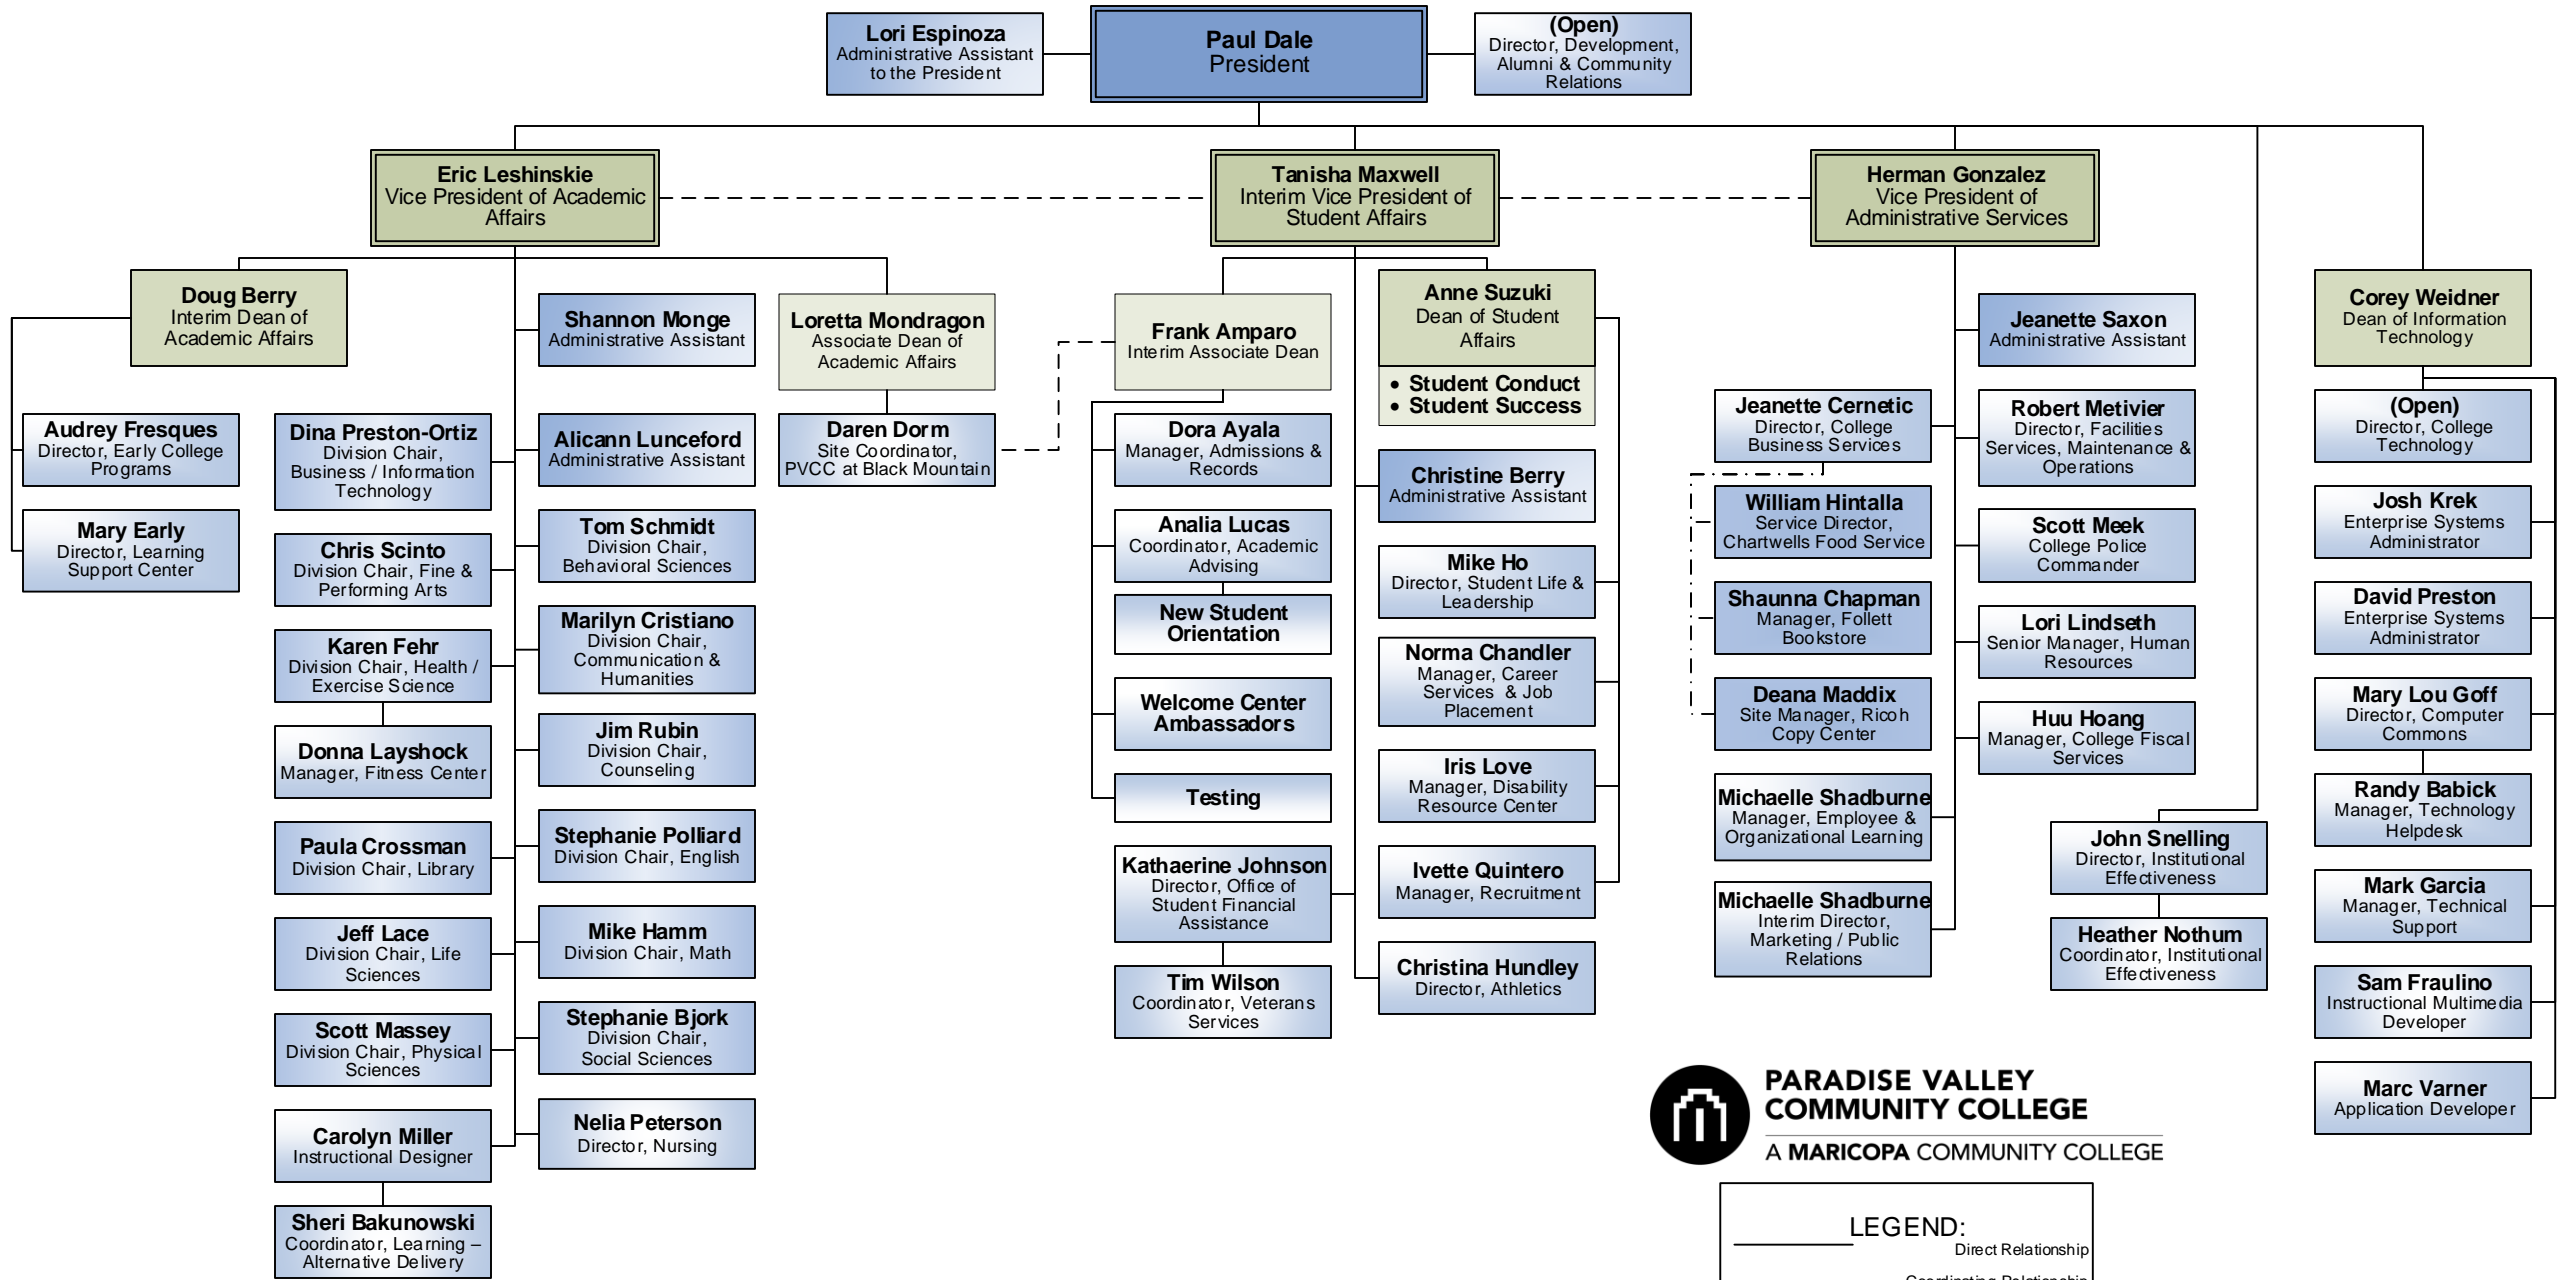 Lori Espinoza
Administrative Assistant
to the President
Paul Dale
President
(Open)
Director, Development,
Alumni & Community
Relations
Eric Leshinskie
Vice President of Academic
Affairs
Tanisha Maxwell
Interim Vice President of
Student Affairs
Herman Gonzalez
Vice President of
Administrative Services
Doug Berry
Interim Dean of
Academic Affairs
Audrey Fresques
Director, Early College
Programs
Mary Early
Director, Learning
Support Center
Dina Preston-Ortiz
Division Chair,
Business / Information
Technology
Chris Scinto
Division Chair, Fine &
Performing Arts
Karen Fehr
Division Chair, Health /
Exercise Science
Donna Layshock
Manager, Fitness Center
Paula Crossman
Division Chair, Library
Jeff Lace
Division Chair, Life
Sciences
Scott Massey
Division Chair, Physical
Sciences
Carolyn Miller
Instructional Designer
Sheri Bakunowski
Coordinator, Learning –
Alternative Delivery
Shannon Monge
Administrative Assistant
Alicann Lunceford
Administrative Assistant
Tom Schmidt
Division Chair,
Behavioral Sciences
Marilyn Cristiano
Division Chair,
Communication &
Humanities
Jim Rubin
Division Chair,
Counseling
Stephanie Polliard
Division Chair, English
Mike Hamm
Division Chair, Math
Stephanie Bjork
Division Chair,
Social Sciences
Nelia Peterson
Director, Nursing
Loretta Mondragon
Associate Dean of
Academic Affairs
Daren Dorm
Site Coordinator,
PVCC at Black Mountain
Frank Amparo
Interim Associate Dean
Dora Ayala
Manager, Admissions &
Records
Analia Lucas
Coordinator, Academic
Advising
New Student
Orientation
Welcome Center
Ambassadors
Testing
Kathaerine Johnson
Director, Office of
Student Financial
Assistance
Tim Wilson
Coordinator, Veterans
Services
Anne Suzuki
Dean of Student
Affairs
• Student Conduct
• Student Success
Christine Berry
Administrative Assistant
Mike Ho
Director, Student Life &
Leadership
Norma Chandler
Manager, Career
Services & Job
Placement
Iris Love
Manager, Disability
Resource Center
Ivette Quintero
Manager, Recruitment
Christina Hundley
Director, Athletics
Jeanette Cernetic
Director, College
Business Services
William Hintalla
Service Director,
Chartwells Food Service
Shaunna Chapman
Manager, Follett
Bookstore
Deana Maddix
Site Manager, Ricoh
Copy Center
Michaelle Shadburne
Manager, Employee &
Organizational Learning
Michaelle Shadburne
Interim Director,
Marketing / Public
Relations
Jeanette Saxon
Administrative Assistant
Robert Metivier
Director, Facilities
Services, Maintenance &
Operations
Scott Meek
College Police
Commander
Lori Lindseth
Senior Manager, Human
Resources
Huu Hoang
Manager, College Fiscal
Services
John Snelling
Director, Institutional
Effectiveness
Heather Nothum
Coordinator, Institutional
Effectiveness
Corey Weidner
Dean of Information
Technology
(Open)
Director, College
Technology
Josh Krek
Enterprise Systems
Administrator
David Preston
Enterprise Systems
Administrator
Mary Lou Goff
Director, Computer
Commons
Randy Babick
Manager, Technology
Helpdesk
Mark Garcia
Manager, Technical
Support
Sam Fraulino
Instructional Multimedia
Developer
Marc Varner
Application Developer
PARADISE VALLEY
COMMUNITY COLLEGE
A MARICOPA COMMUNITY COLLEGE
LEGEND:
Direct Relationship
Coordinating Relationship